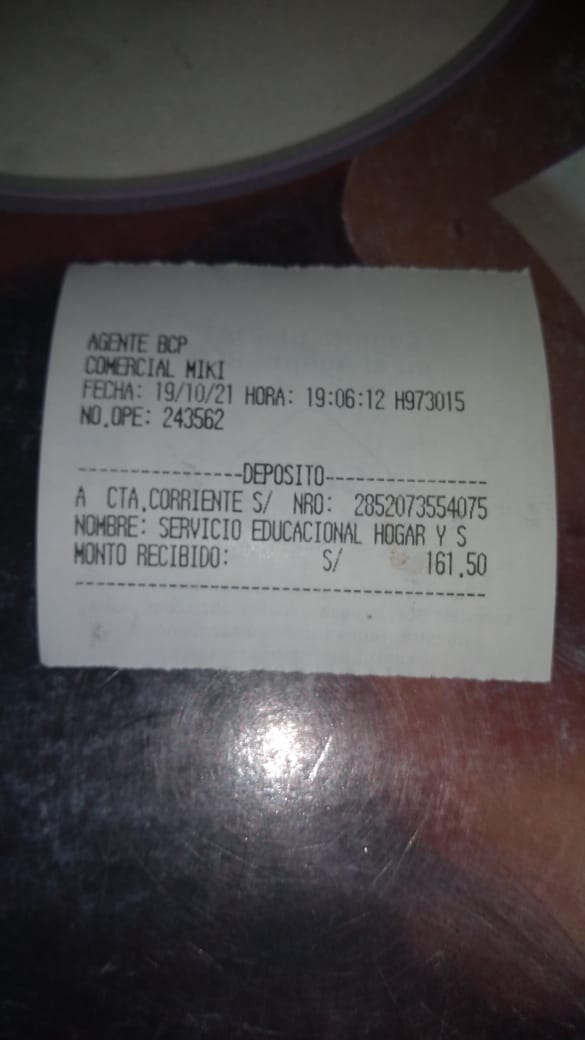 AGENTE BCP
COMERCIAL MIKI
FECHA: 19/10/21 HORA: 19:06:12 H973015
NO.OPE: 243562
----------------DEPOSITO----------------
A CTA.CORRIENTE S/ NRO: 2852073554075
NOMBRE: SERVICIO EDUCACIONAL HOGAR Y S
MONTO RECIBIDO: S/ 161.50
----------------------------------------